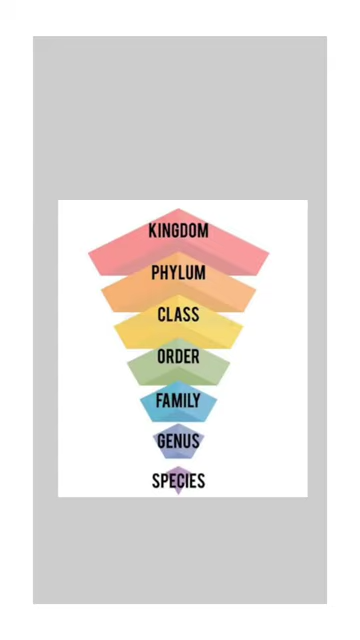 KINGDOM
PHYLUM
CLASS
ORDER
FAMILY
GENUS
SPECIES